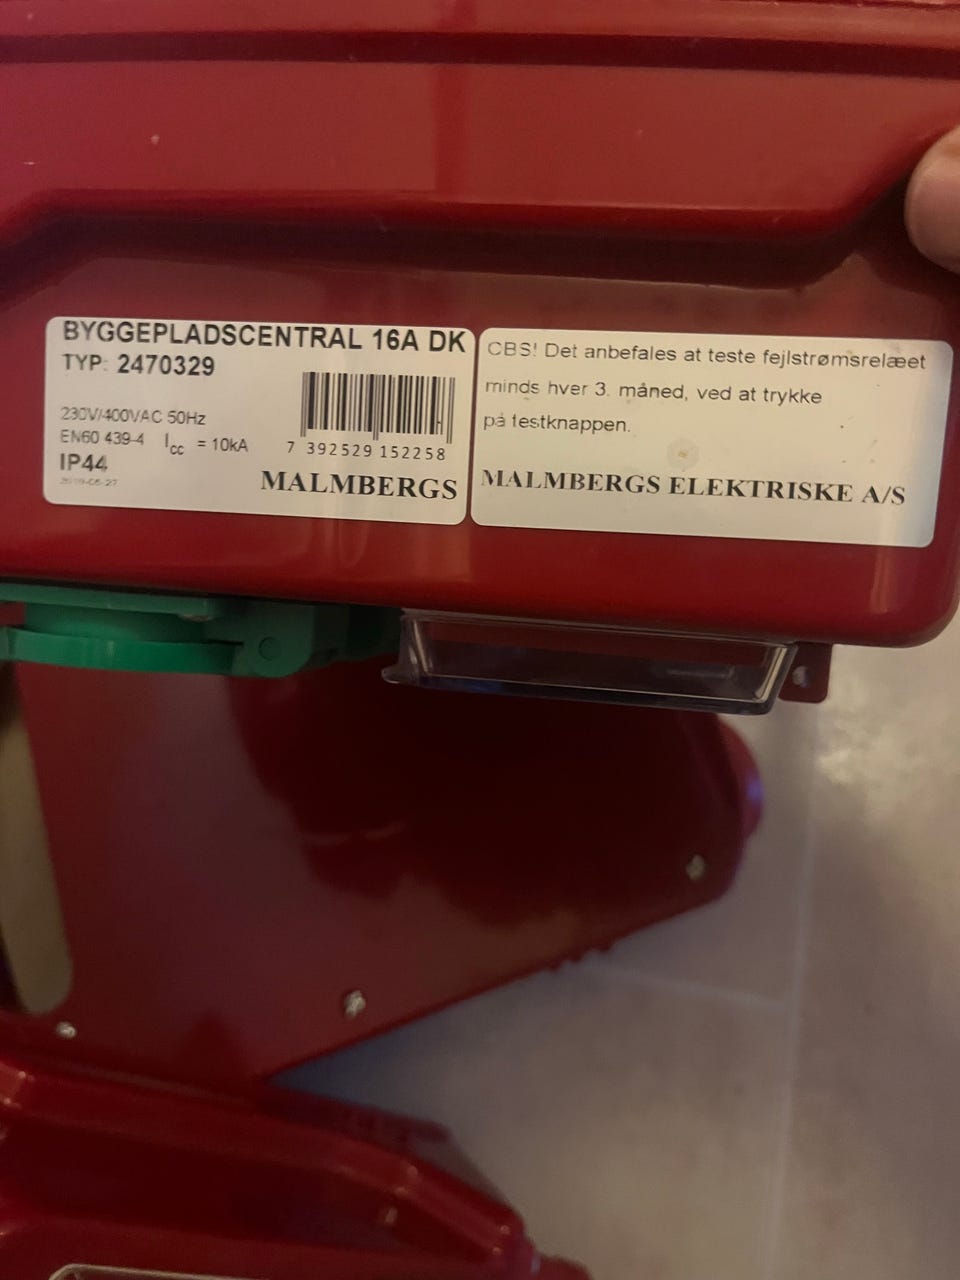 BYGGEPLADSCENTRAL 16A DK
TYP: 2470329
230V/400VAC 50Hz
EN60 439-4 Icc = 10kA
IP44
7 392529 152258
MALMBERGS
CBS! Det anbefales at teste fejlstrømsrelæet
minds hver 3. måned, ved at trykke
på testknappen.
MALMBERGS ELEKTRISKE A/S